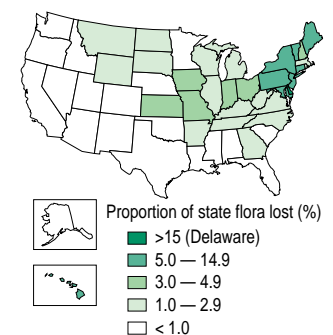 Proportion of state flora lost (%)
>15 (Delaware)
5.0 — 14.9
3.0 — 4.9
1.0 — 2.9
< 1.0